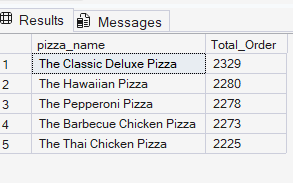 Results Messages
pizza_name Total_Order
1 The Classic Deluxe Pizza 2329
2 The Hawaiian Pizza 2280
3 The Pepperoni Pizza 2278
4 The Barbecue Chicken Pizza 2273
5 The Thai Chicken Pizza 2225